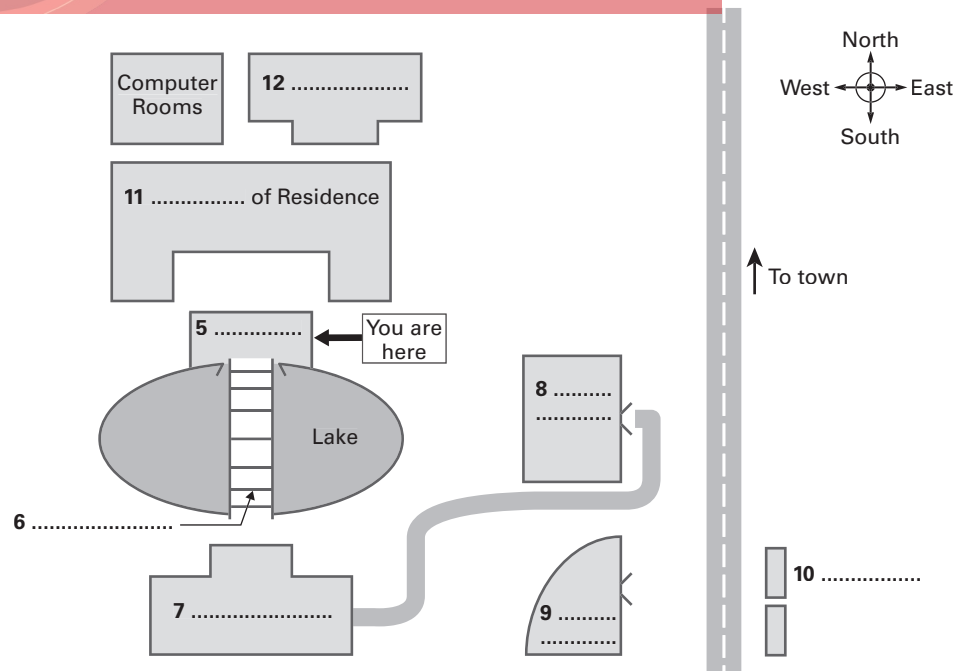 North
West
East
South
Computer
Rooms
12 ....................
11 ................ of Residence
To town
5 ...............
You are
here
8 ..........
.............
Lake
6 ........................
7 ........................
9 ..........
.............
10 .................